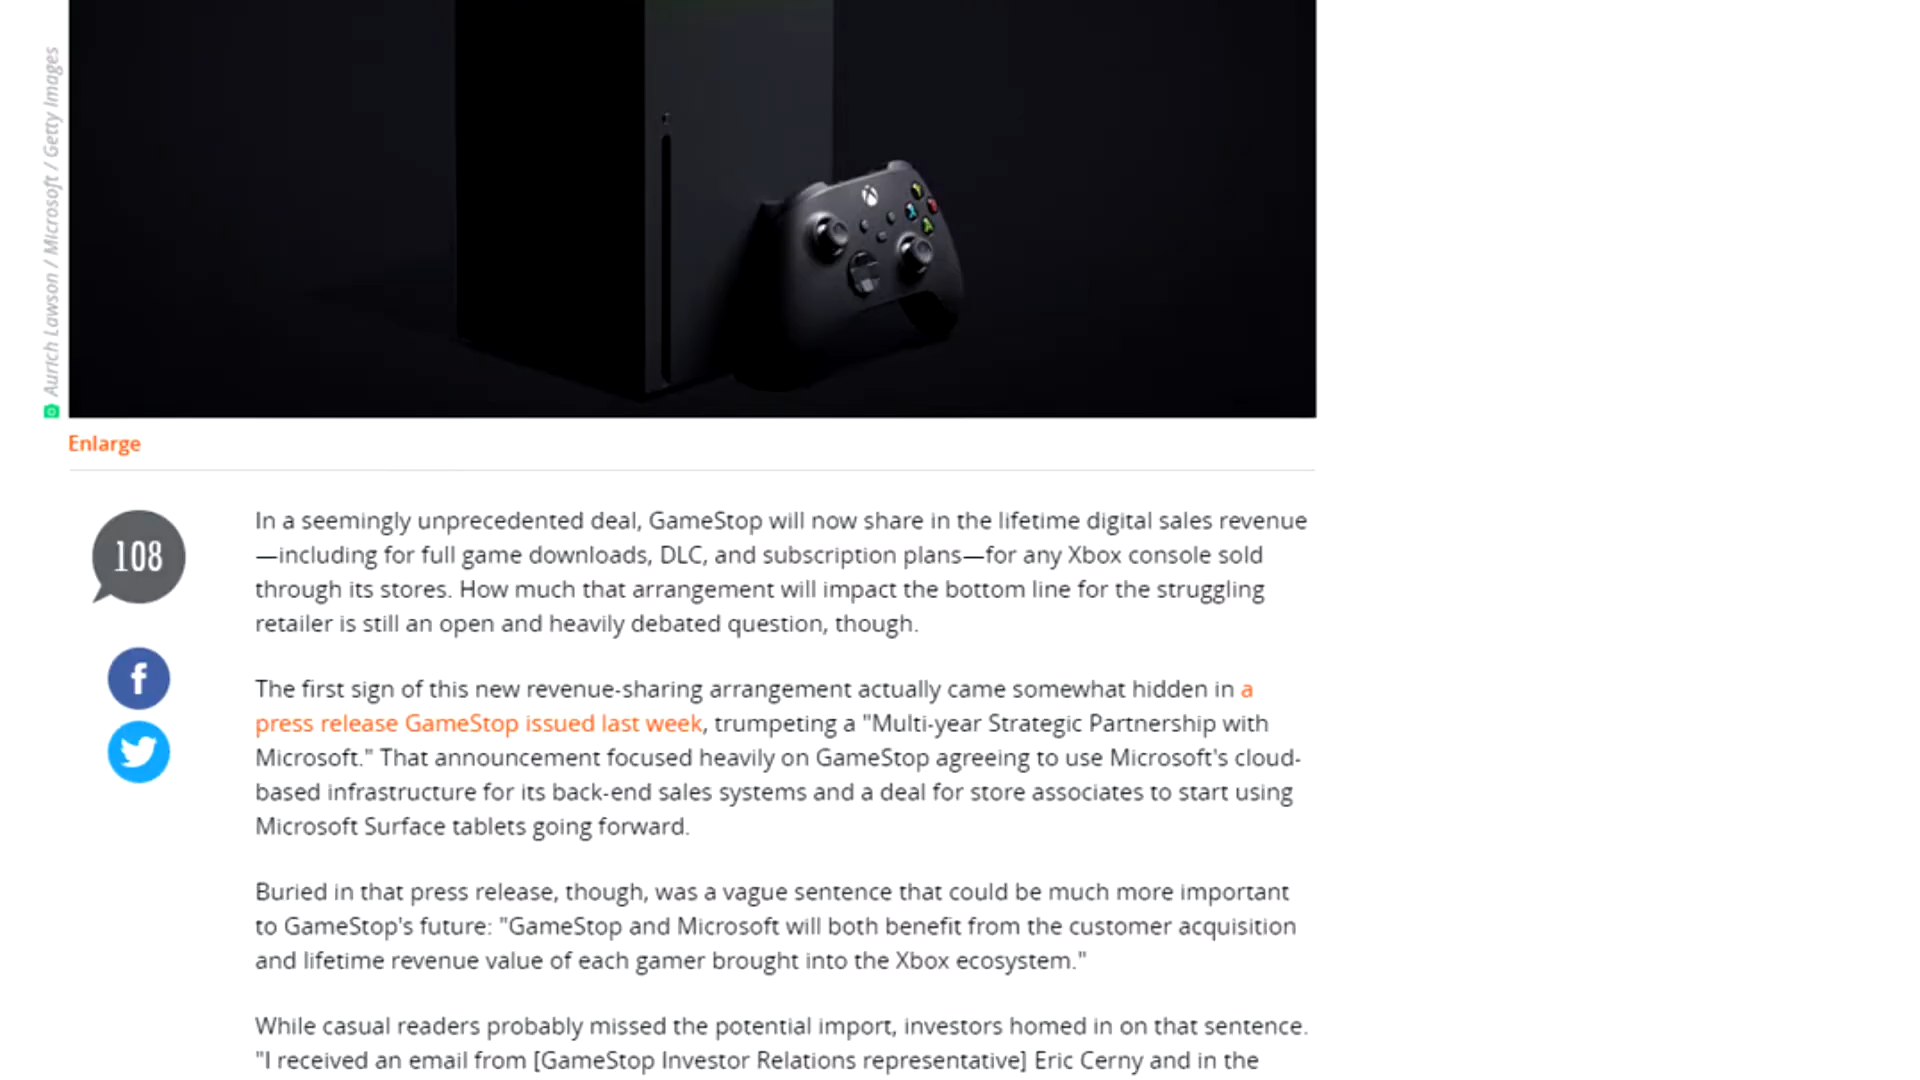 Aurich Lawson / Microsoft / Getty Images
Enlarge
108
In a seemingly unprecedented deal, GameStop will now share in the lifetime digital sales revenue
—including for full game downloads, DLC, and subscription plans—for any Xbox console sold
through its stores. How much that arrangement will impact the bottom line for the struggling
retailer is still an open and heavily debated question, though.
The first sign of this new revenue-sharing arrangement actually came somewhat hidden in a
press release GameStop issued last week, trumpeting a "Multi-year Strategic Partnership with
Microsoft." That announcement focused heavily on GameStop agreeing to use Microsoft's cloud-
based infrastructure for its back-end sales systems and a deal for store associates to start using
Microsoft Surface tablets going forward.
Buried in that press release, though, was a vague sentence that could be much more important
to GameStop's future: "GameStop and Microsoft will both benefit from the customer acquisition
and lifetime revenue value of each gamer brought into the Xbox ecosystem."
While casual readers probably missed the potential import, investors homed in on that sentence.
"I received an email from [GameStop Investor Relations representative] Eric Cerny and in the